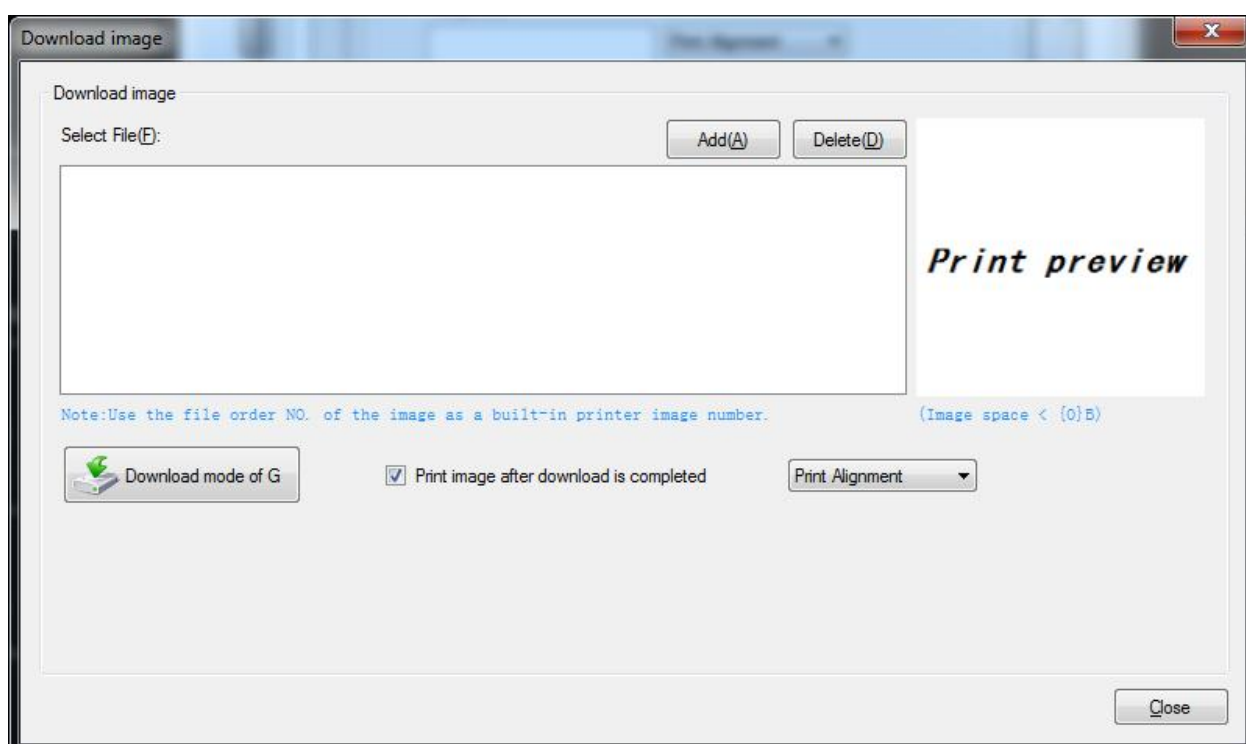 Download image
Print Alignment
Download image
Select File(F):
Add(A)
Delete(D)
Print preview
Note:Use the file order NO. of the image as a built-in printer image number.
(Image space < {0}B)
Download mode of G
Print image after download is completed
Print Alignment
Close